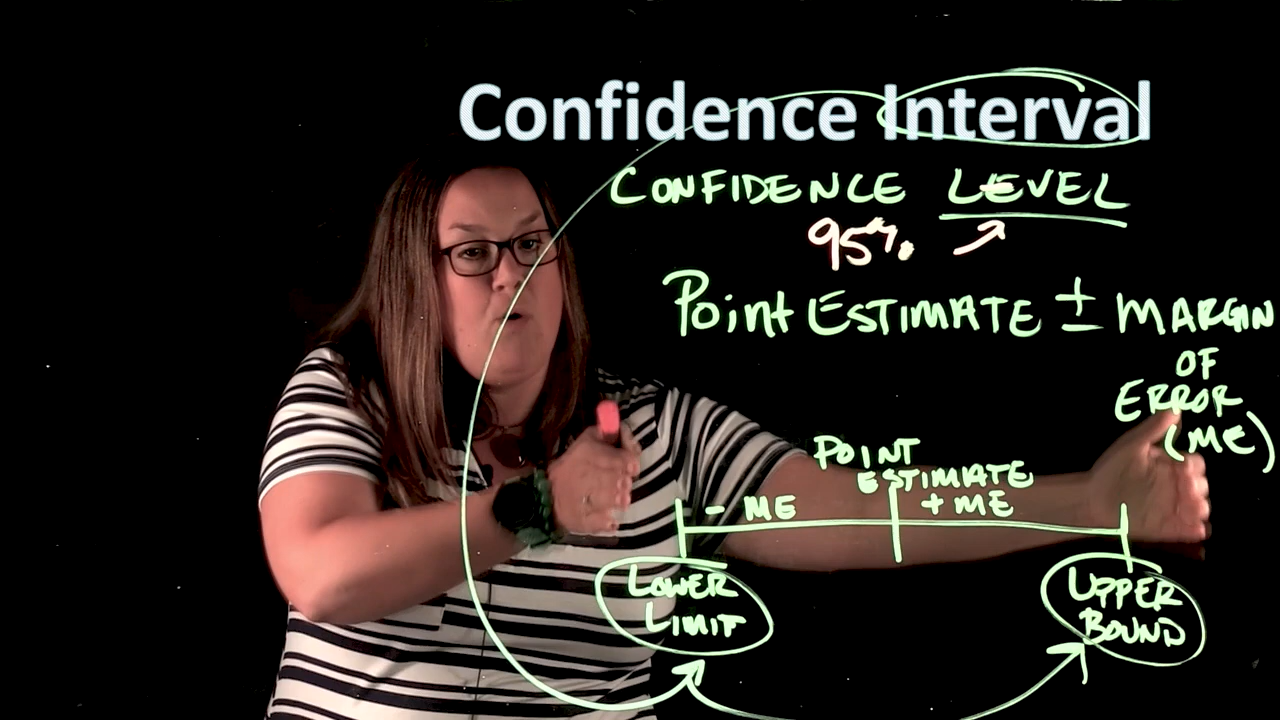 Confidence Interval
CONFIDENCE LEVEL
95%
Point ESTIMATE ± MARGIN
OF
ERROR
(ME)
POINT
ESTIMATE
- ME + ME
LOWER
LIMIT
UPPER
BOUND